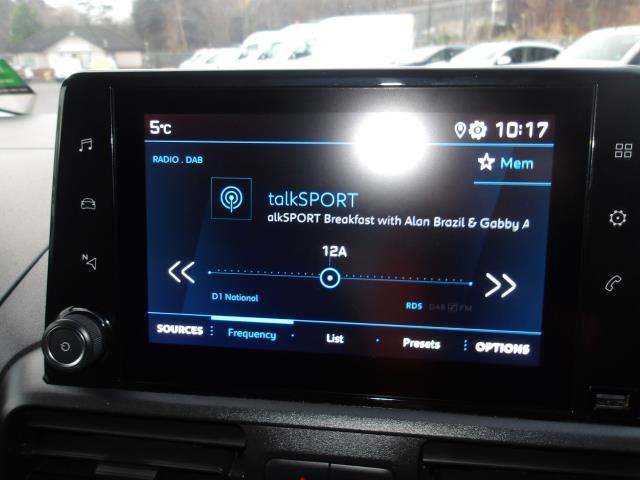 5°C
10:17
RADIO . DAB
Mem
talkSPORT
alkSPORT Breakfast with Alan Brazil & Gabby A
12A
D1 National
RDS DAB FM
SOURCES Frequency List Presets OPTIONS
N